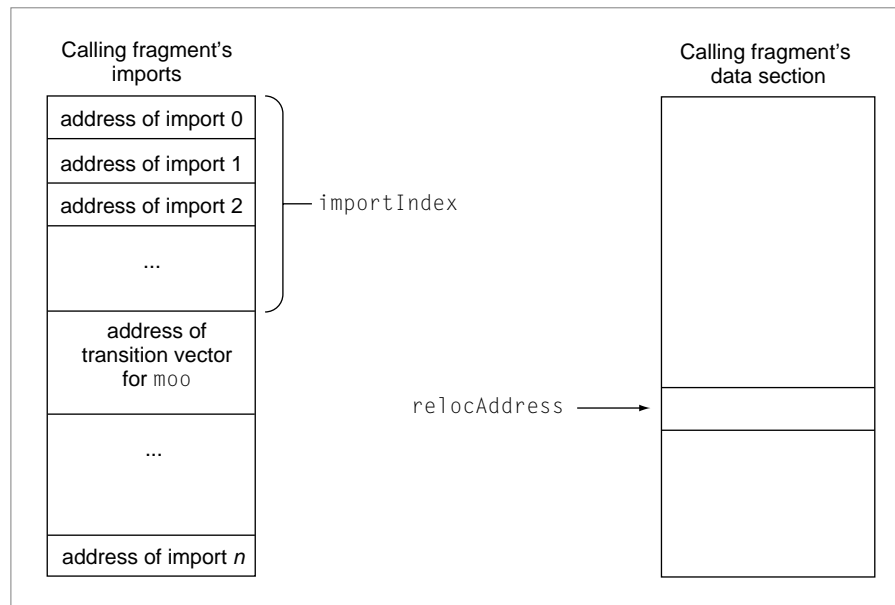 Calling fragment's
imports
address of import 0
address of import 1
address of import 2
...
address of
transition vector
for moo
...
address of import n
importIndex
Calling fragment's
data section
relocAddress